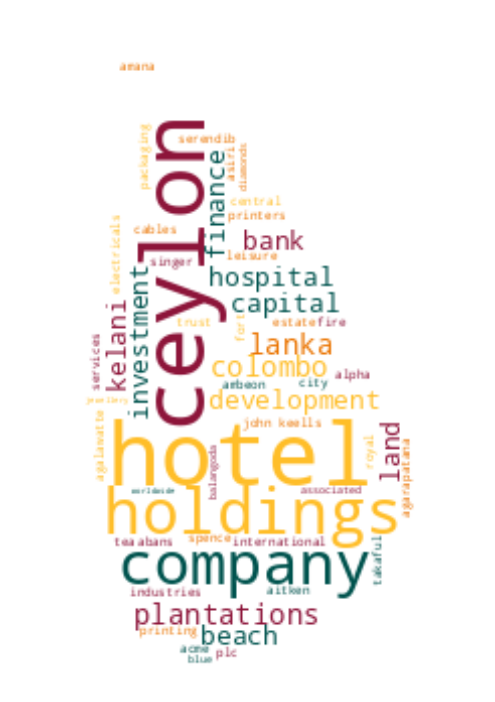 amana
packaging
ceylon
serendib
asiri
diamonds
finance
central
printers
cables
bank
electricals
singer
leisure
hospital
investment
capital
kelani
trust
fort
estate
fire
services
lanka
colombo
alpha
ambeon
city
jewellery
development
agalawatte
john keells
hotel
land
royal
agarapatana
balangoda
worldwide
associated
holdings
tea
abans
spence
international
takaful
company
industries
aitken
plantations
printing
beach
acme
plc
blue